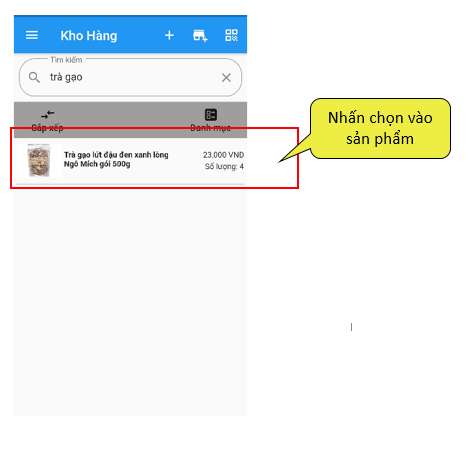 Kho Hàng
Tìm kiếm
trà gạo
Sắp xếp
Danh mục
Trà gạo lứt đậu đen xanh lòng
Ngô Mích gói 500g
23,000 VNĐ
Số lượng: 4
Nhấn chọn vào
sản phẩm